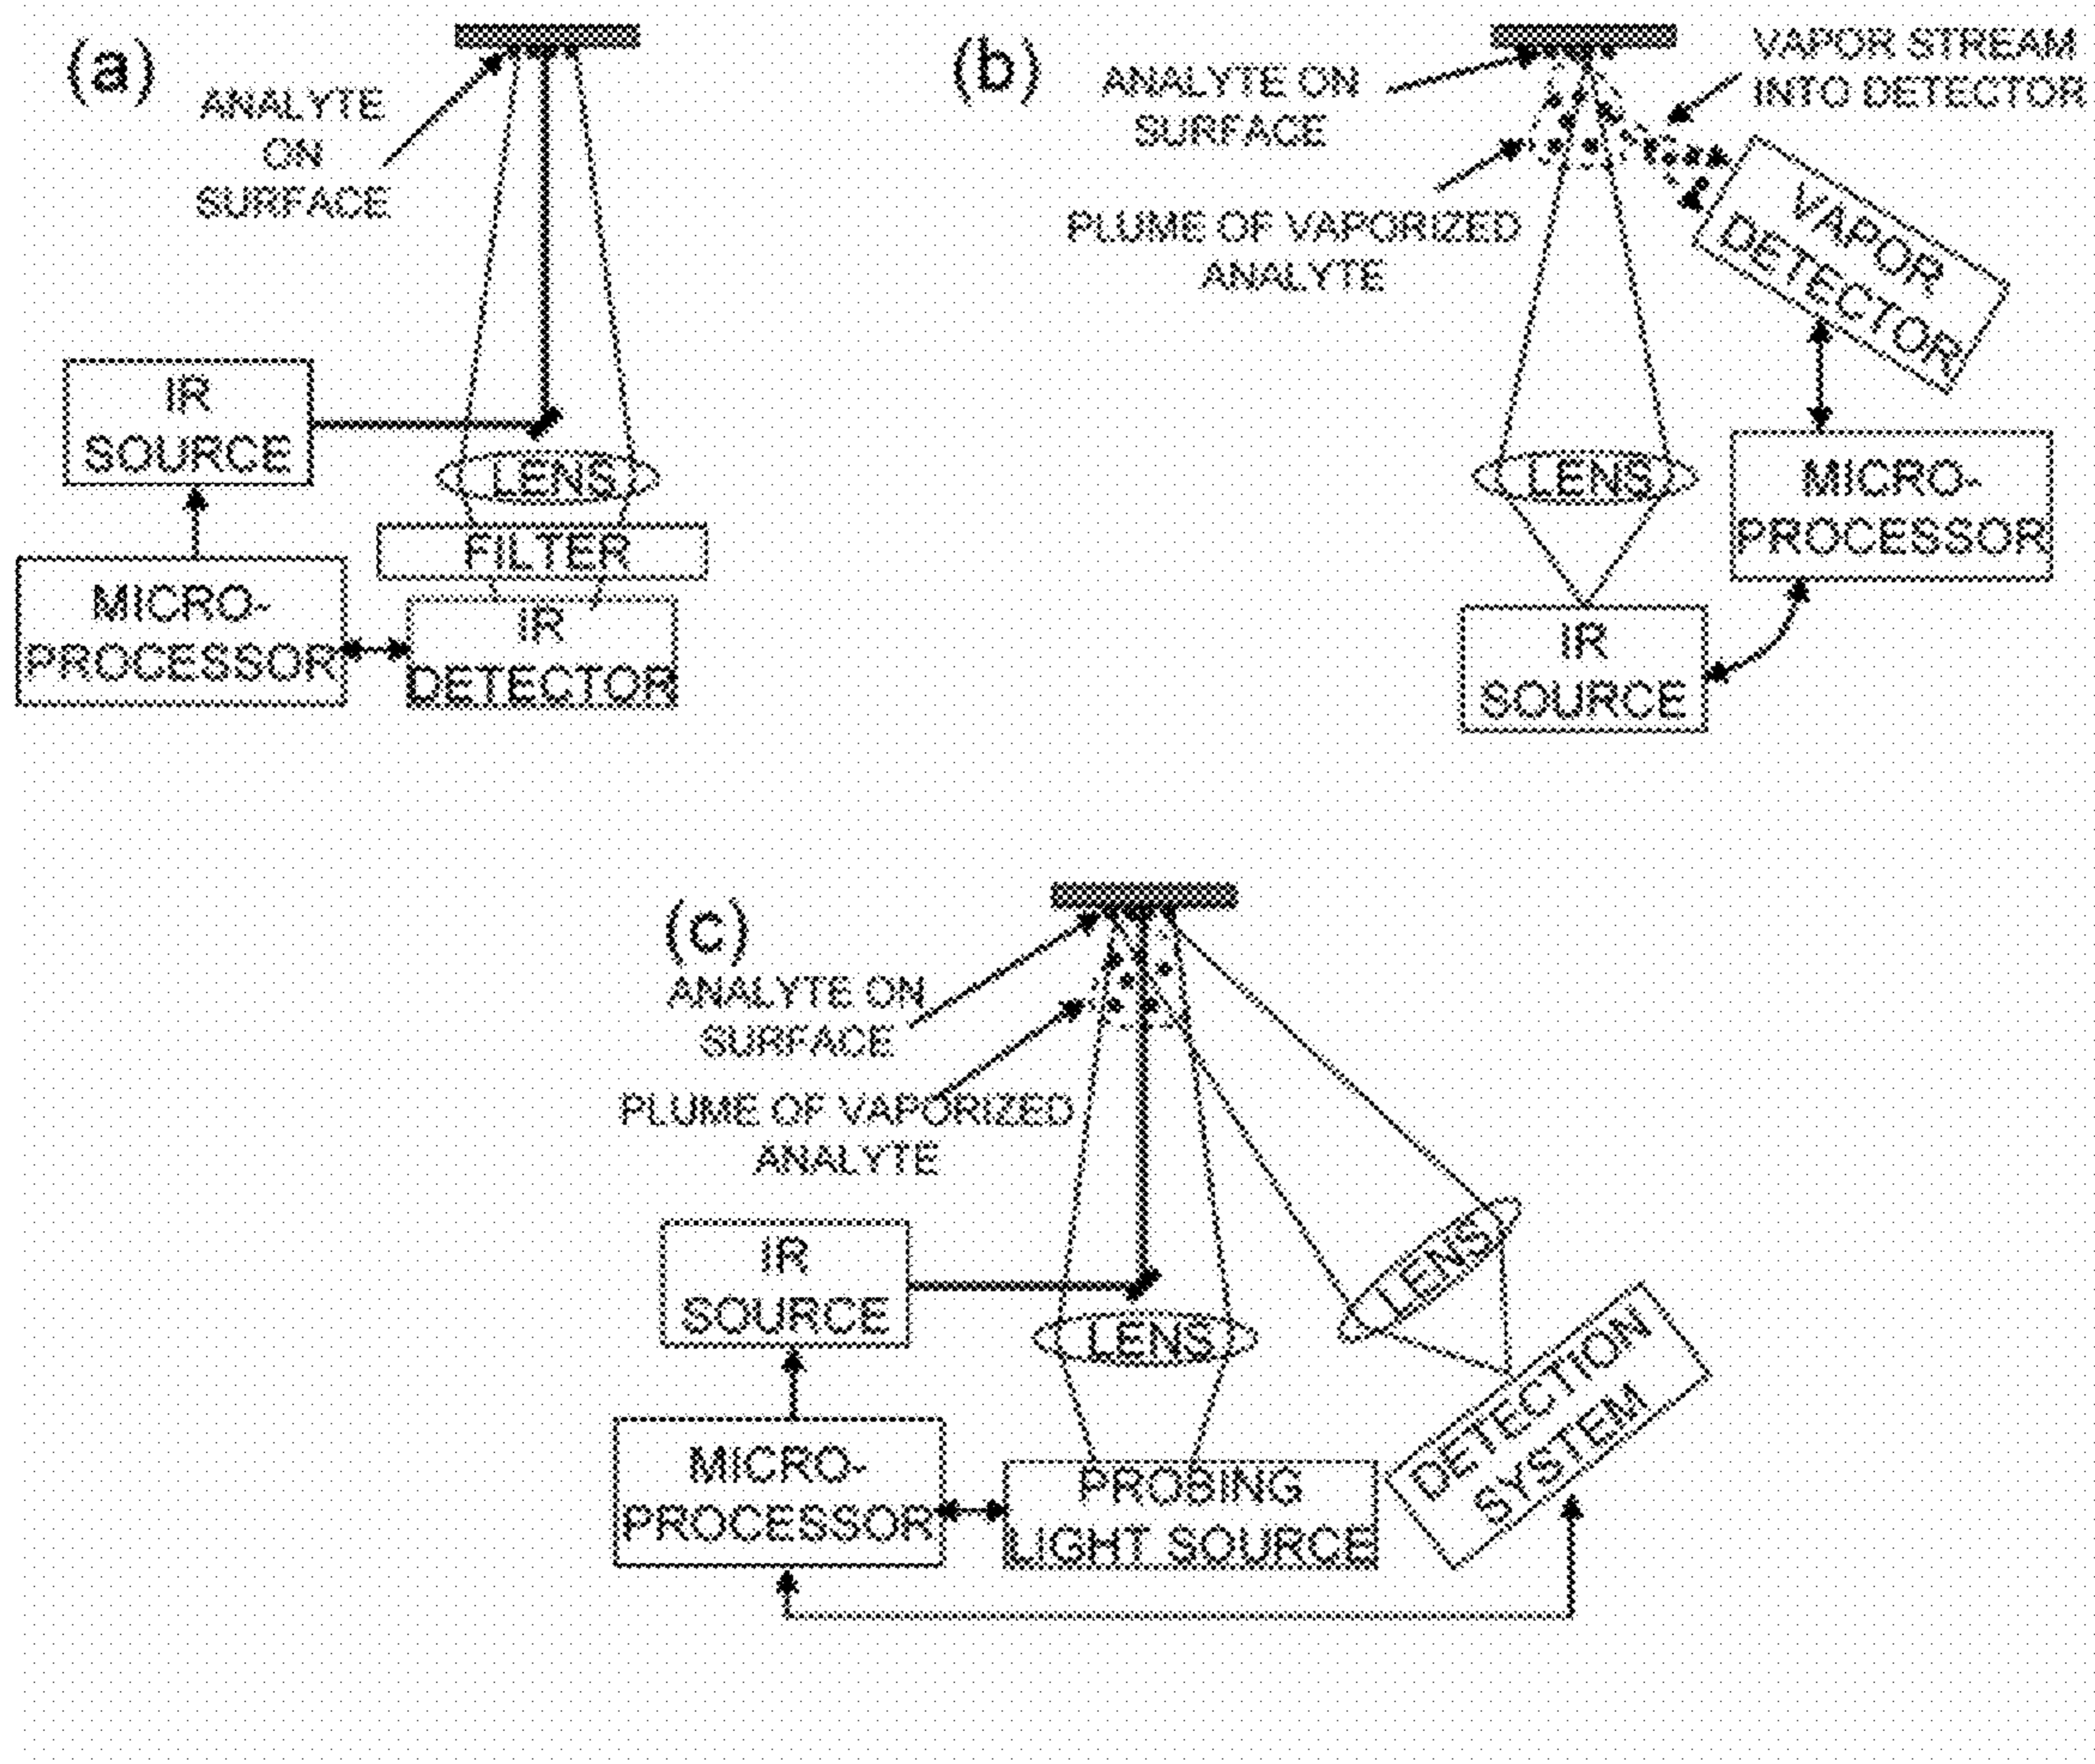 (a)
ANALYTE
ON
SURFACE
IR
SOURCE
LENS
FILTER
MICRO-
PROCESSOR
IR
DETECTOR
(b)
ANALYTE ON
SURFACE
VAPOR STREAM
INTO DETECTOR
PLUME OF VAPORIZED
ANALYTE
VAPOR
DETECTOR
LENS
MICRO-
PROCESSOR
IR
SOURCE
(c)
ANALYTE ON
SURFACE
PLUME OF VAPORIZED
ANALYTE
IR
SOURCE
LENS
LENS
MICRO-
PROCESSOR
PROBING
LIGHT SOURCE
DETECTION
SYSTEM